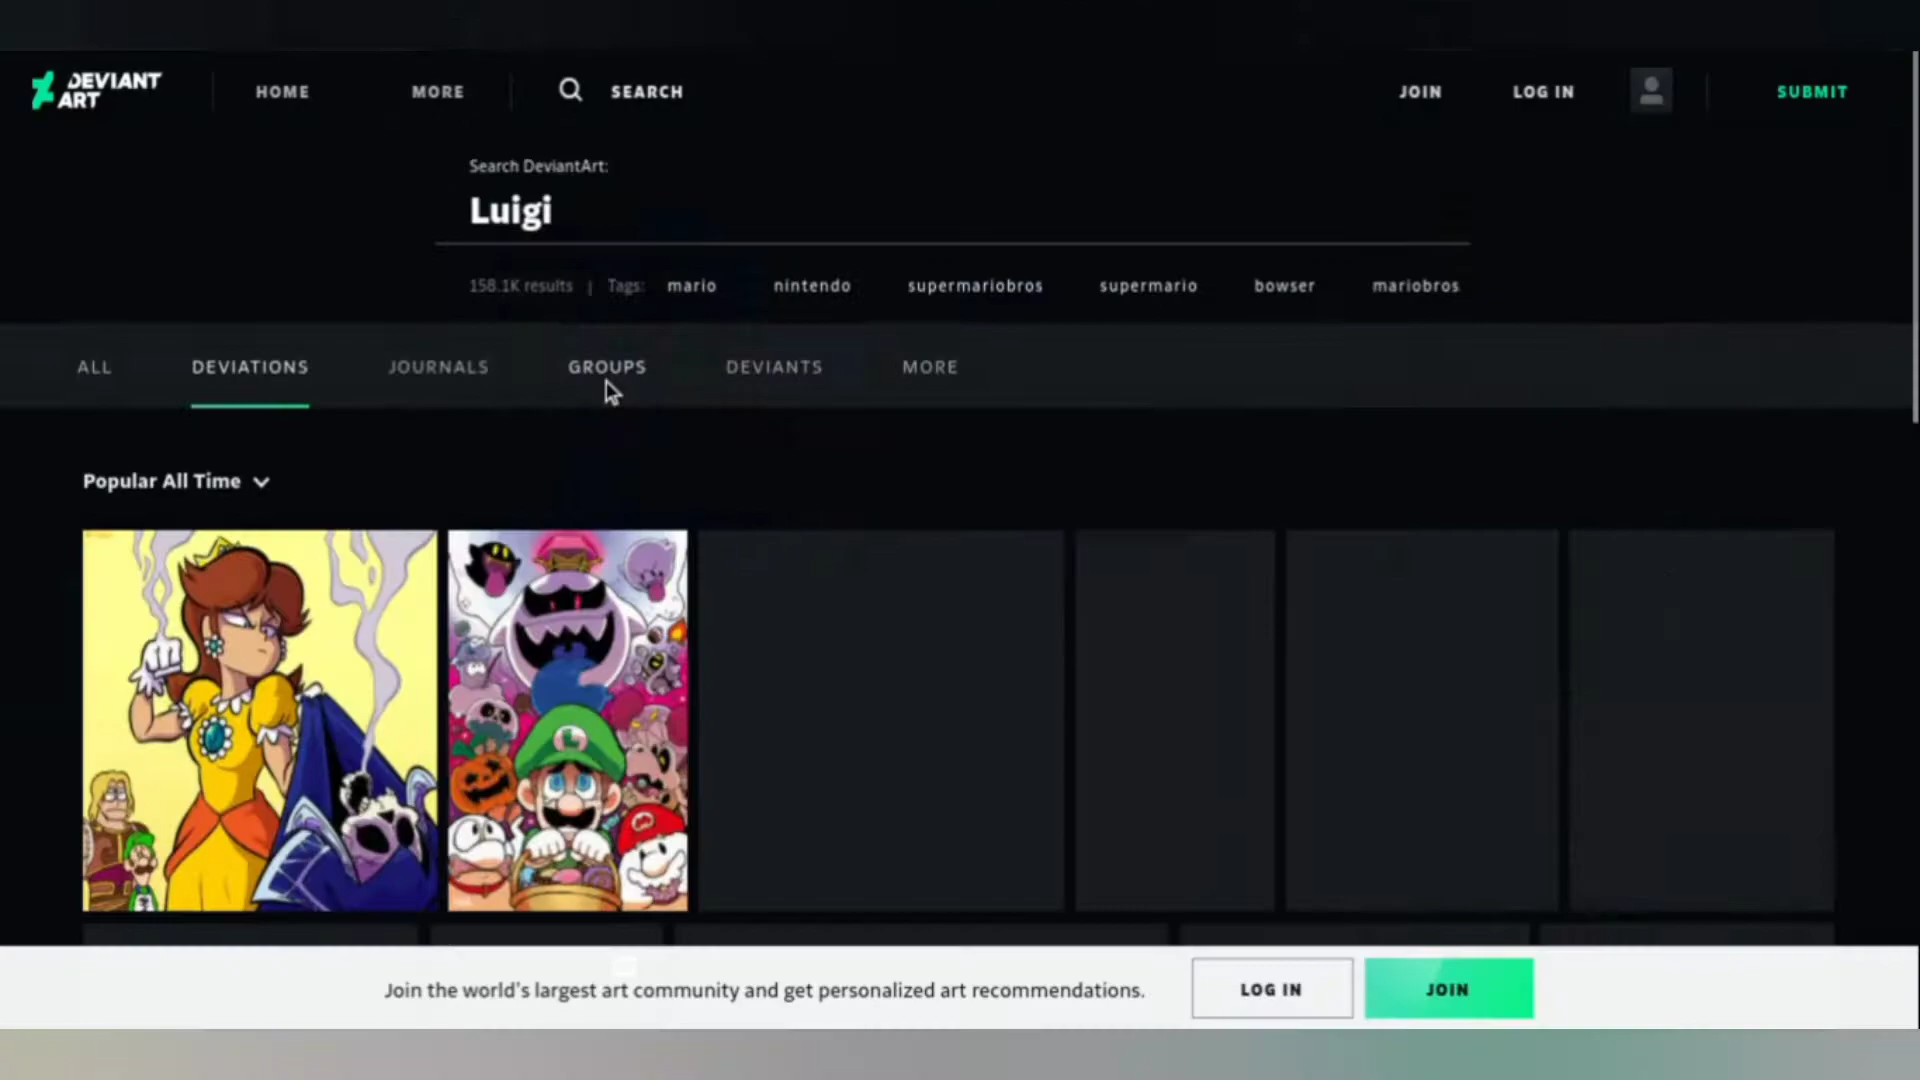 DEVIANT
ART
HOME
MORE
SEARCH
JOIN
LOG IN
SUBMIT
Search DeviantArt:
Luigi
158.1K results | Tags: mario nintendo supermariobros supermario bowser mariobros
ALL
DEVIATIONS
JOURNALS
GROUPS
DEVIANTS
MORE
Popular All Time
L
Join the world's largest art community and get personalized art recommendations.
LOG IN
JOIN